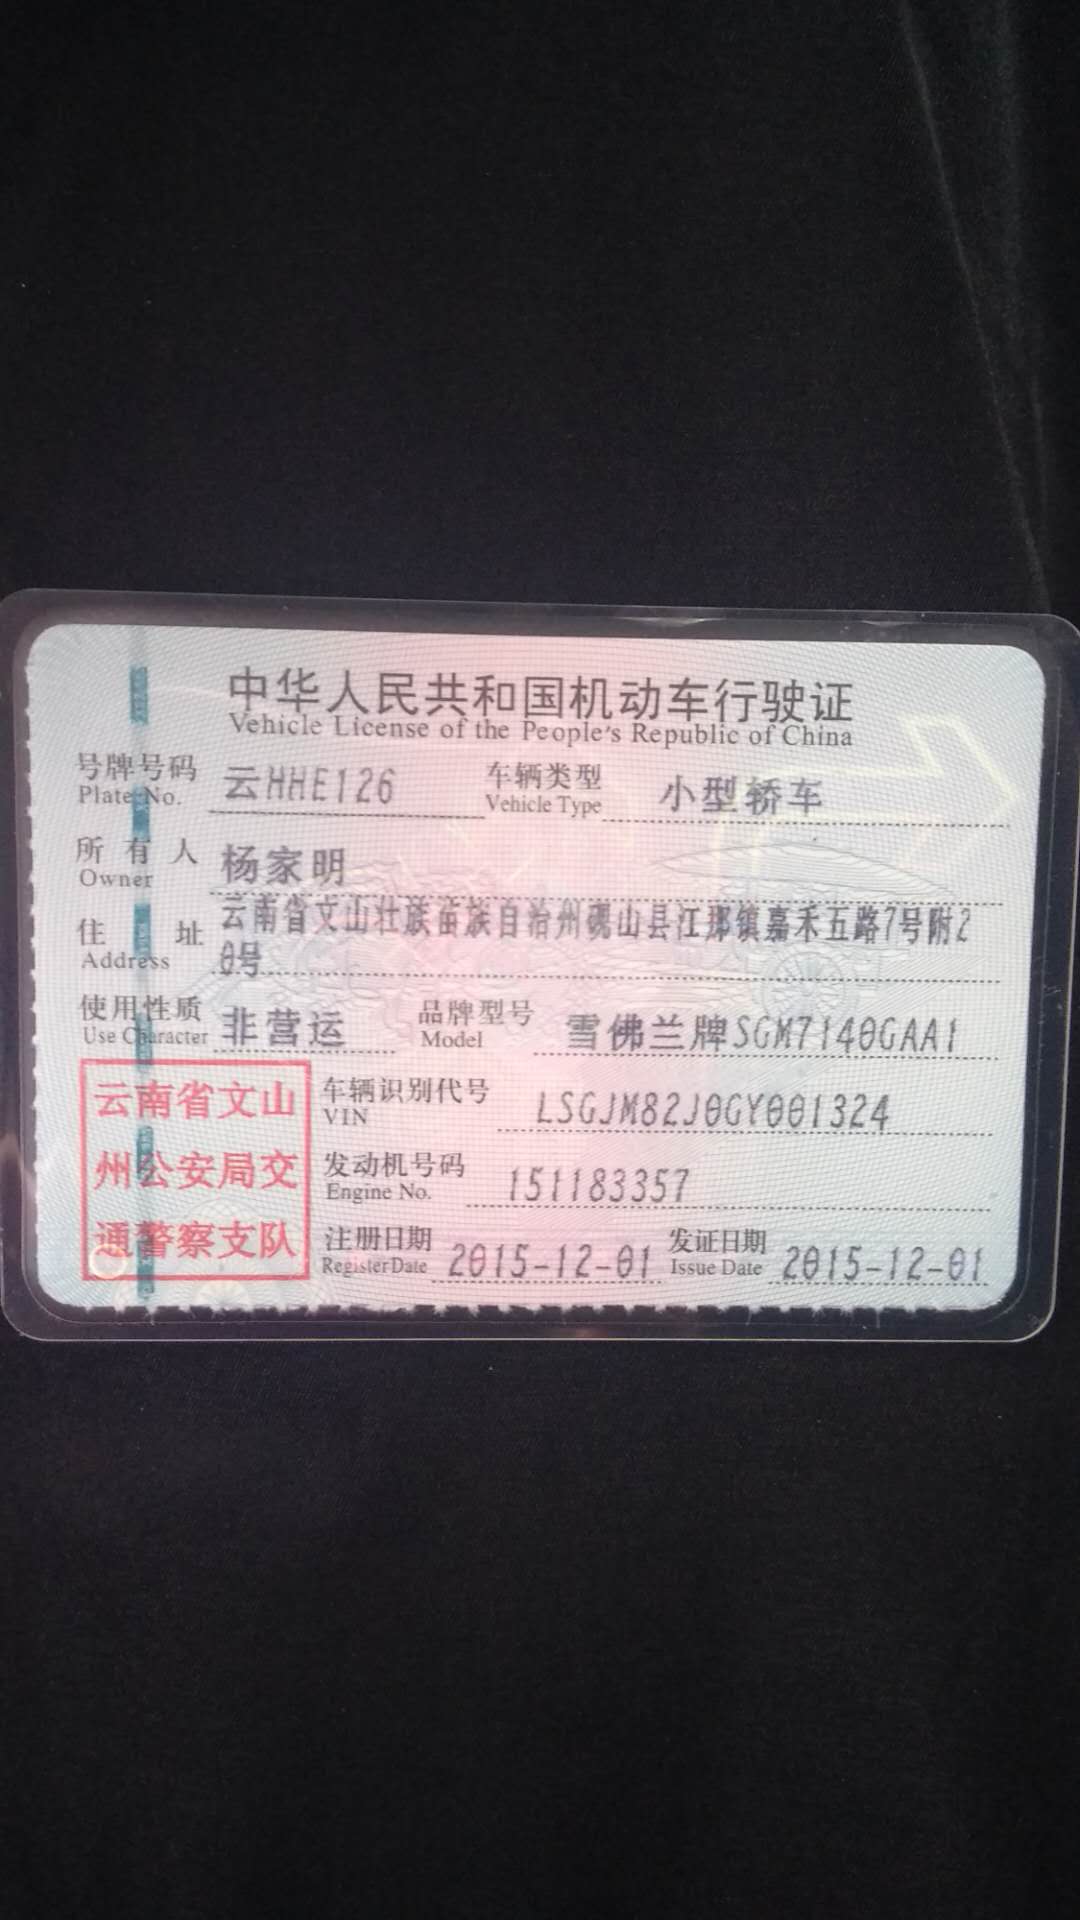 中华人民共和国机动车行驶证
Vehicle License of the People's Republic of China
号牌号码 云HHE126 车辆类型 小型轿车
Plate No. Vehicle Type
所有人 杨家明
Owner
住址 云南省文山壮族苗族自治州砚山县江那镇嘉禾五路7号附2
Address 0号
使用性质 非营运 品牌型号 雪佛兰牌SGM7140GAA1
Use Character Model
云南省文山
州公安局交
通警察支队
车辆识别代号 LSGJM82J0GY001324
VIN
发动机号码 151183357
Engine No.
注册日期 2015-12-01 发证日期 2015-12-01
Register Date Issue Date